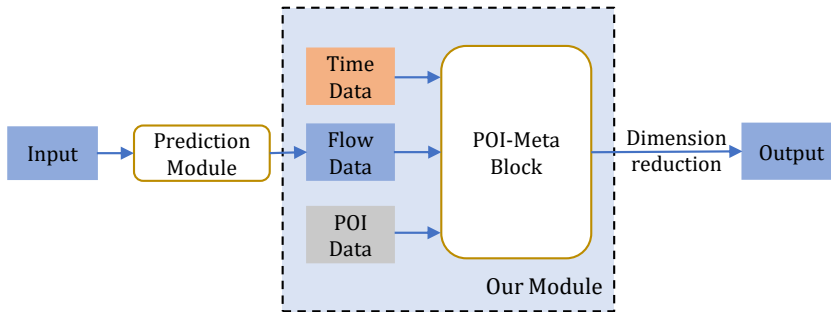 Input
Prediction
Module
Time
Data
Flow
Data
POI
Data
POI-Meta
Block
Our Module
Dimension
reduction
Output